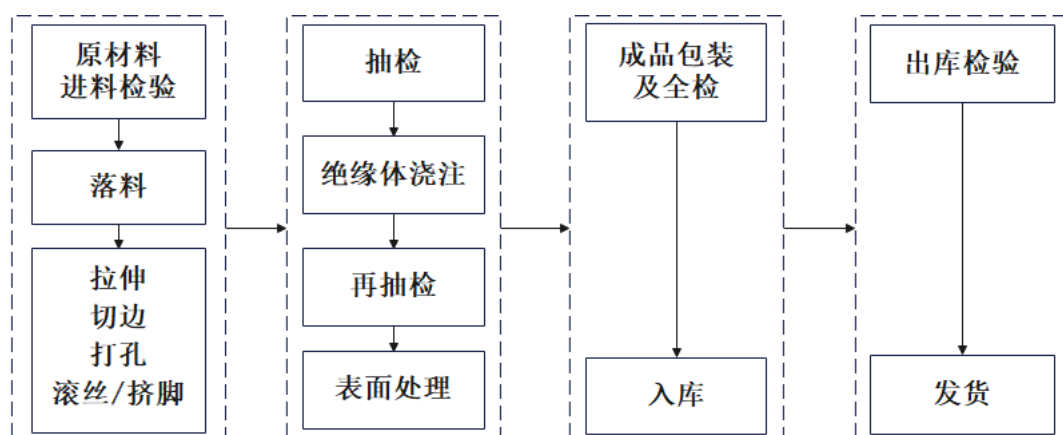 原材料
进料检验
落料
拉伸
切边
打孔
滚丝/挤脚
抽检
绝缘体浇注
再抽检
表面处理
成品包装
及全检
入库
出库检验
发货